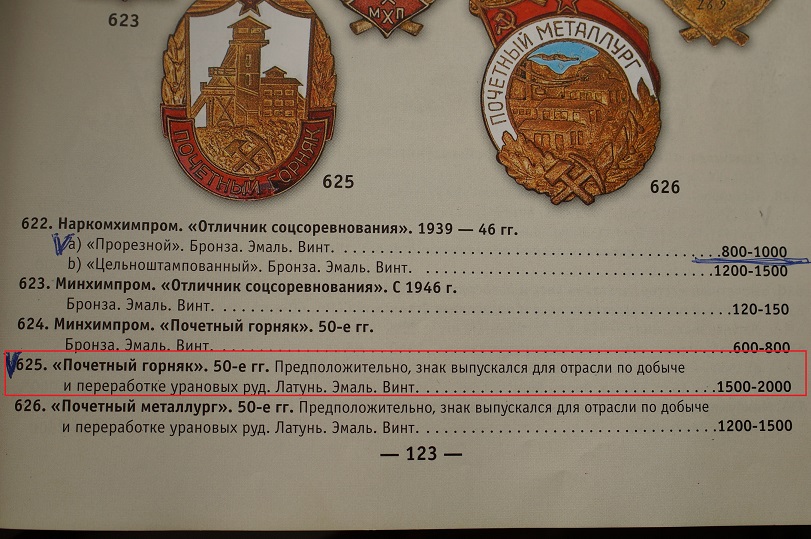 289
МХП
623
ПОЧЕТНЫЙ ГОРНЯК
625
ПОЧЕТНЫЙ МЕТАЛЛУРГ
626
622. Наркомхимпром. «Отличник соцсоревнования». 1939 — 46 гг.
а) «Прорезной». Бронза. Эмаль. Винт. ........ 800-1000
b) «Цельноштампованный». Бронза. Эмаль. Винт. ........ 1200-1500
623. Минхимпром. «Отличник соцсоревнования». С 1946 г.
Бронза. Эмаль. Винт. ........ 120-150
624. Минхимпром. «Почетный горняк». 50-е гг.
Бронза. Эмаль. Винт. ........ 600-800
625. «Почетный горняк». 50-е гг. Предположительно, знак выпускался для отрасли по добыче
и переработке урановых руд. Латунь. Эмаль. Винт. ........ 1500-2000
626. «Почетный металлург». 50-е гг. Предположительно, знак выпускался для отрасли по добыче
и переработке урановых руд. Латунь. Эмаль. Винт. ........ 1200-1500
— 123 —